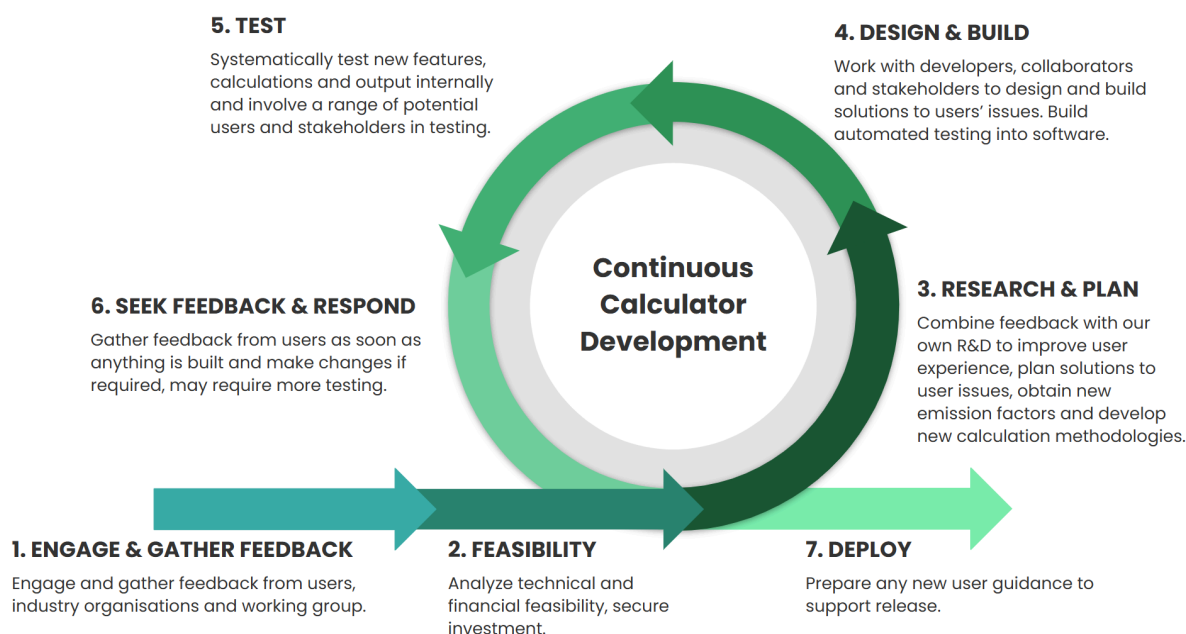 Continuous
Calculator
Development
1. ENGAGE & GATHER FEEDBACK
Engage and gather feedback from users,
industry organisations and working group.
2. FEASIBILITY
Analyze technical and
financial feasibility, secure
investment.
3. RESEARCH & PLAN
Combine feedback with our
own R&D to improve user
experience, plan solutions to
user issues, obtain new
emission factors and develop
new calculation methodologies.
4. DESIGN & BUILD
Work with developers, collaborators
and stakeholders to design and build
solutions to users’ issues. Build
automated testing into software.
5. TEST
Systematically test new features,
calculations and output internally
and involve a range of potential
users and stakeholders in testing.
6. SEEK FEEDBACK & RESPOND
Gather feedback from users as soon as
anything is built and make changes if
required, may require more testing.
7. DEPLOY
Prepare any new user guidance to
support release.